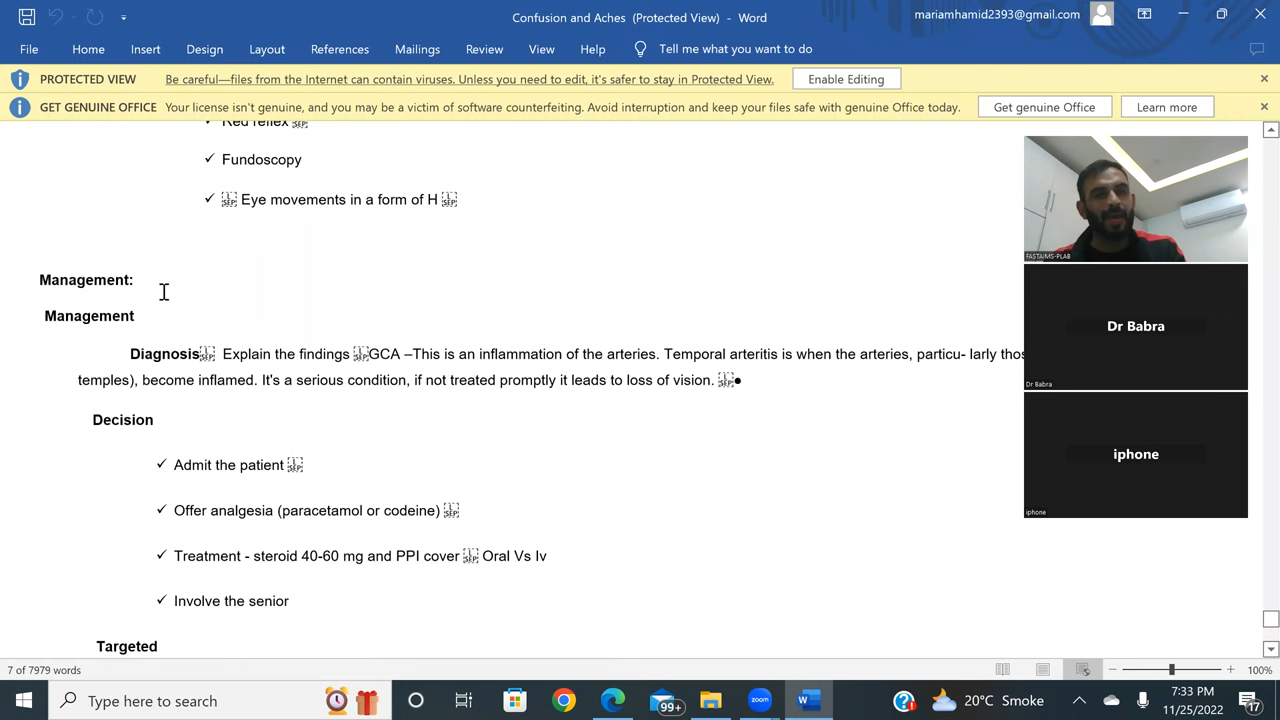 Confusion and Aches (Protected View) - Word
mariamhamid2393@gmail.com
File Home Insert Design Layout References Mailings Review View Help Tell me what you want to do
PROTECTED VIEW Be careful—files from the Internet can contain viruses. Unless you need to edit, it's safer to stay in Protected View. Enable Editing
GET GENUINE OFFICE Your license isn't genuine, and you may be a victim of software counterfeiting. Avoid interruption and keep your files safe with genuine Office today. Get genuine Office Learn more
✓ Red reflex
✓ Fundoscopy
✓ Eye movements in a form of H
Management:
Management
Diagnosis Explain the findings GCA –This is an inflammation of the arteries. Temporal arteritis is when the arteries, particu- larly thos
temples), become inflamed. It's a serious condition, if not treated promptly it leads to loss of vision. ●
Decision
✓ Admit the patient
✓ Offer analgesia (paracetamol or codeine)
✓ Treatment - steroid 40-60 mg and PPI cover Oral Vs Iv
✓ Involve the senior
Targeted
FASTAIMS-PLAB
Dr Babra
Dr Babra
iphone
iphone
7 of 7979 words
100%
Type here to search
99+
zoom
20°C Smoke
7:33 PM
11/25/2022
17